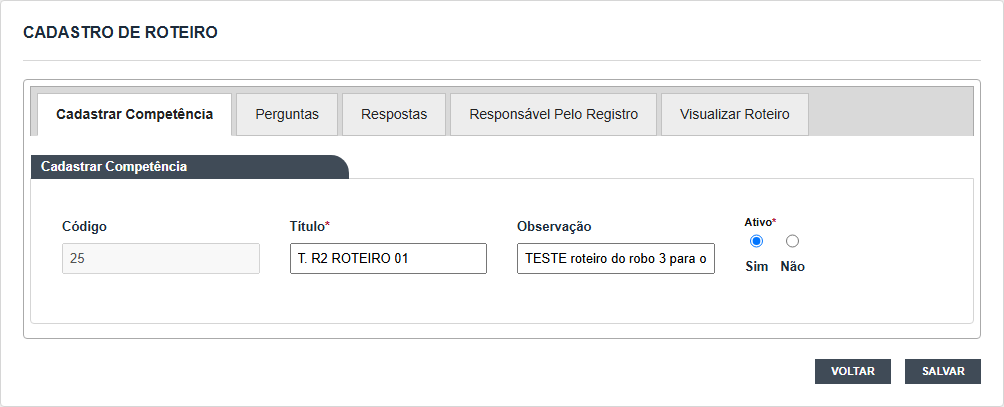 CADASTRO DE ROTEIRO
Cadastrar Competência Perguntas Respostas Responsável Pelo Registro Visualizar Roteiro
Cadastrar Competência
Código Título* Observação Ativo*
25 T. R2 ROTEIRO 01 TESTE roteiro do robo 3 para o
Sim Não
VOLTAR SALVAR